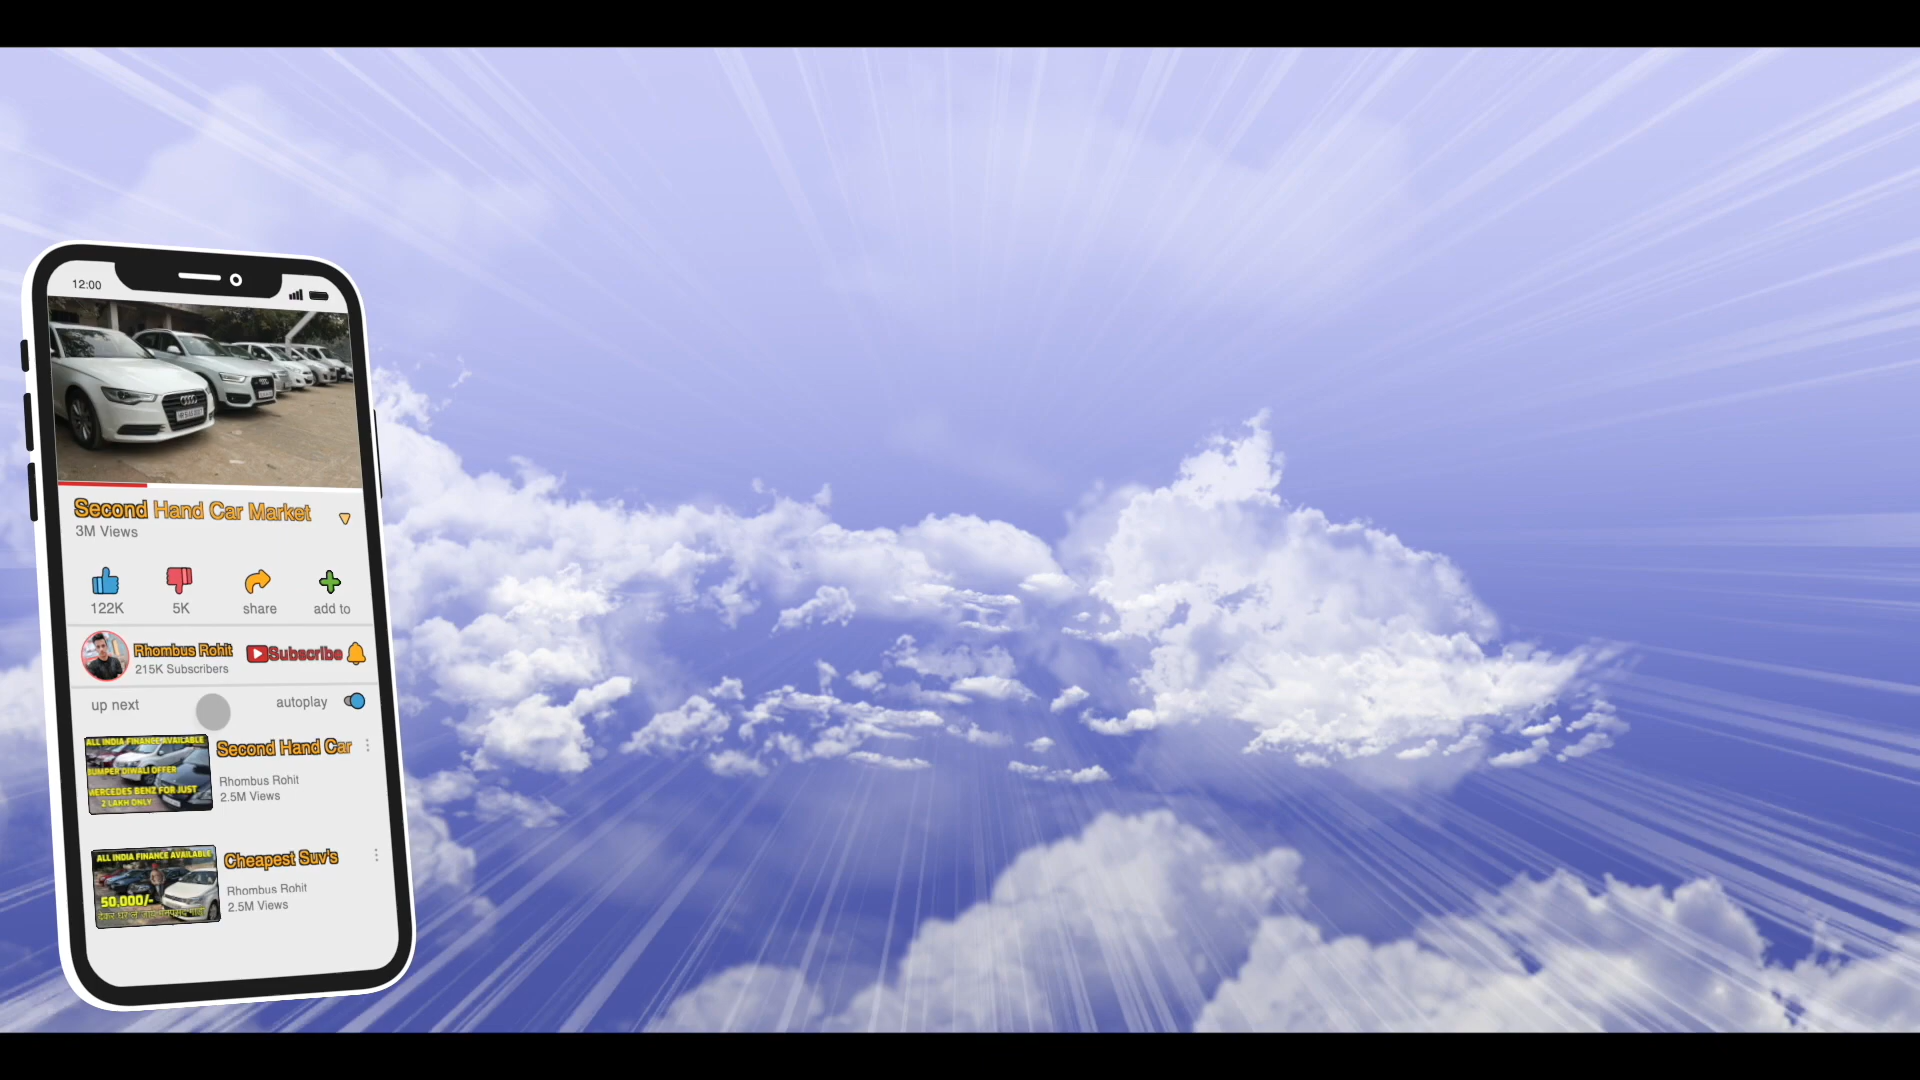 12:00
Second Hand Car Market
3M Views
122K
5K
share
add to
Rhombus Rohit
215K Subscribers
Subscribe
up next
autoplay
ALL INDIA FINANCE AVAILABLE
BUMPER DIWALI OFFER
MERCEDES BENZ FOR JUST
2 LAKH ONLY
Second Hand Car
Rhombus Rohit
2.5M Views
ALL INDIA FINANCE AVAILABLE
50,000/-
Cheapest Suv's
Rhombus Rohit
2.5M Views